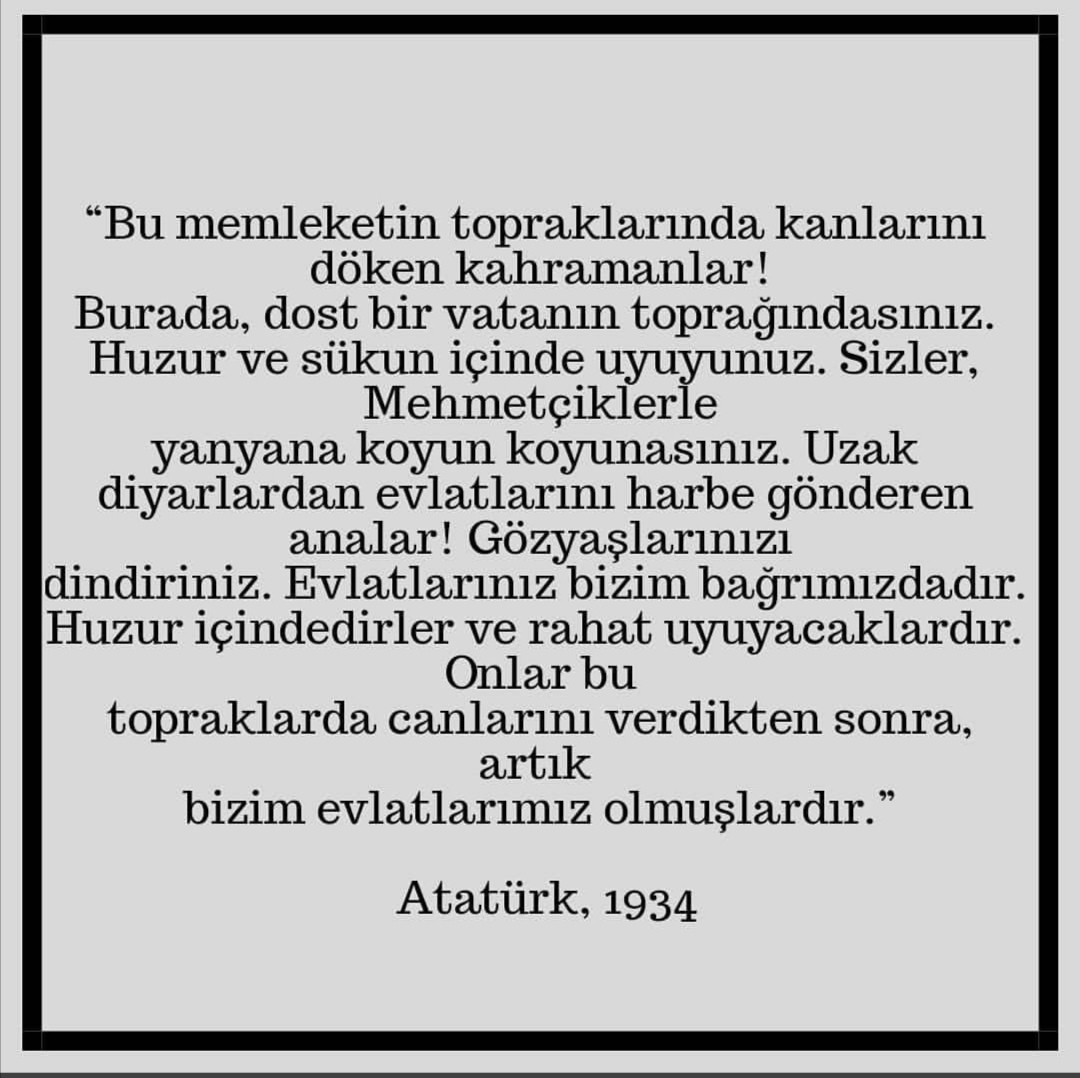 “Bu memleketin topraklarında kanlarını
döken kahramanlar!
Burada, dost bir vatanın toprağındasınız.
Huzur ve sükun içinde uyuyunuz. Sizler,
Mehmetçiklerle
yanyana koyun koyunasınız. Uzak
diyarlardan evlatlarını harbe gönderen
analar! Gözyaşlarınızı
dindiriniz. Evlatlarınız bizim bağrımızdadır.
Huzur içindedirler ve rahat uyuyacaklardır.
Onlar bu
topraklarda canlarını verdikten sonra,
artık
bizim evlatlarımız olmuşlardır.”
Atatürk, 1934